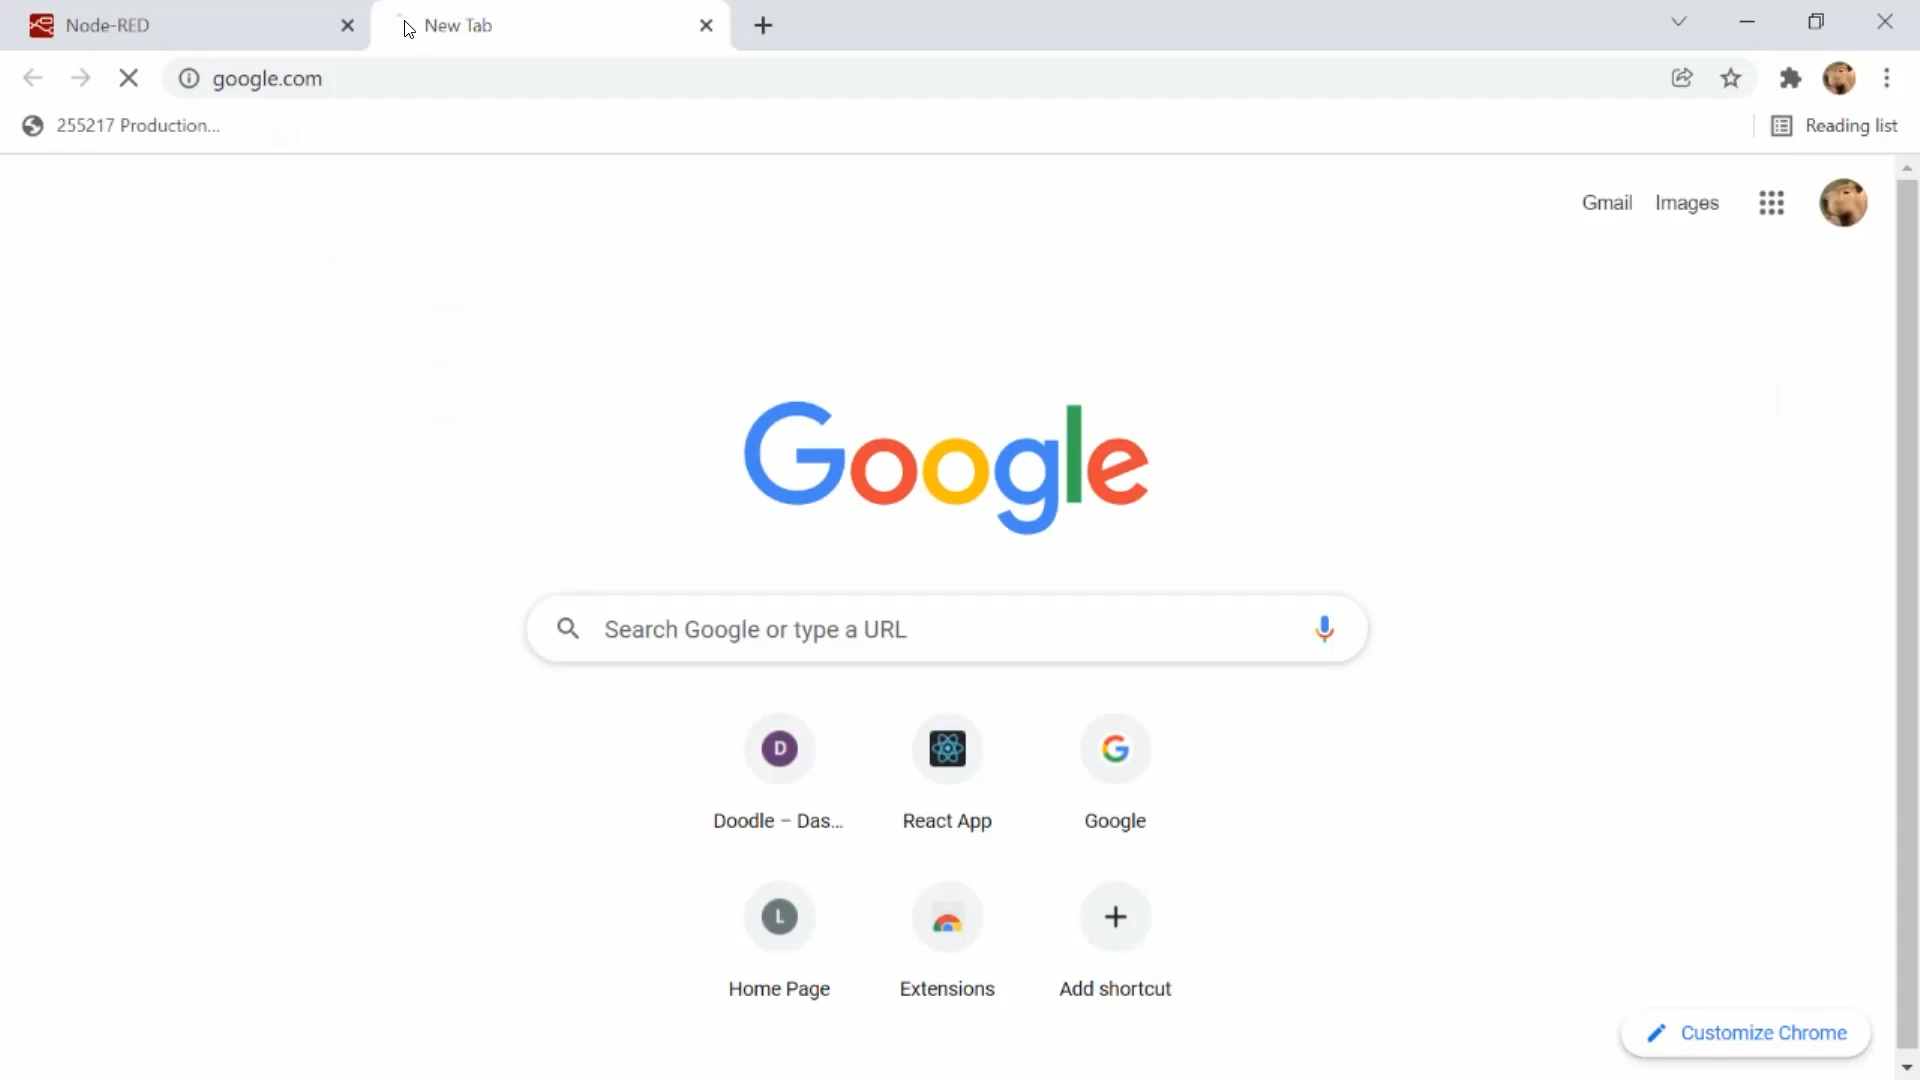 Node-RED
New Tab
google.com
255217 Production...
Reading list
Gmail
Images
Google
Search Google or type a URL
D
Doodle – Das...
React App
Google
L
Home Page
Extensions
Add shortcut
Customize Chrome